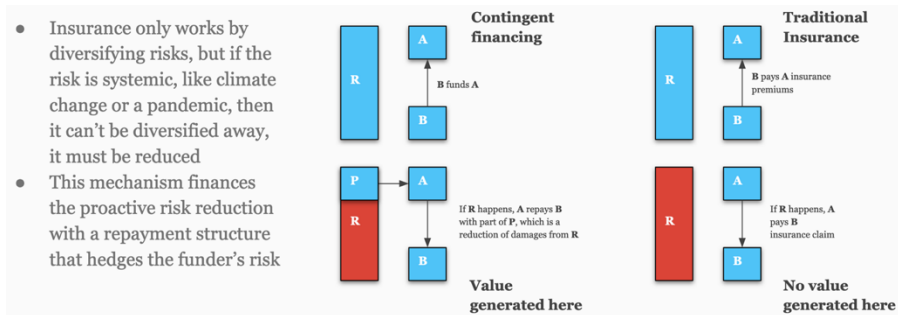 ● Insurance only works by
diversifying risks, but if the
risk is systemic, like climate
change or a pandemic, then
it can't be diversified away,
it must be reduced
● This mechanism finances
the proactive risk reduction
with a repayment structure
that hedges the funder's risk
Contingent
financing
R
A
B funds A
B
P
A
R
If R happens, A repays B
with part of P, which is a
reduction of damages from R
B
Value
generated here
Traditional
Insurance
R
A
B pays A insurance
premiums
B
A
R
If R happens, A
pays B
insurance claim
B
No value
generated here